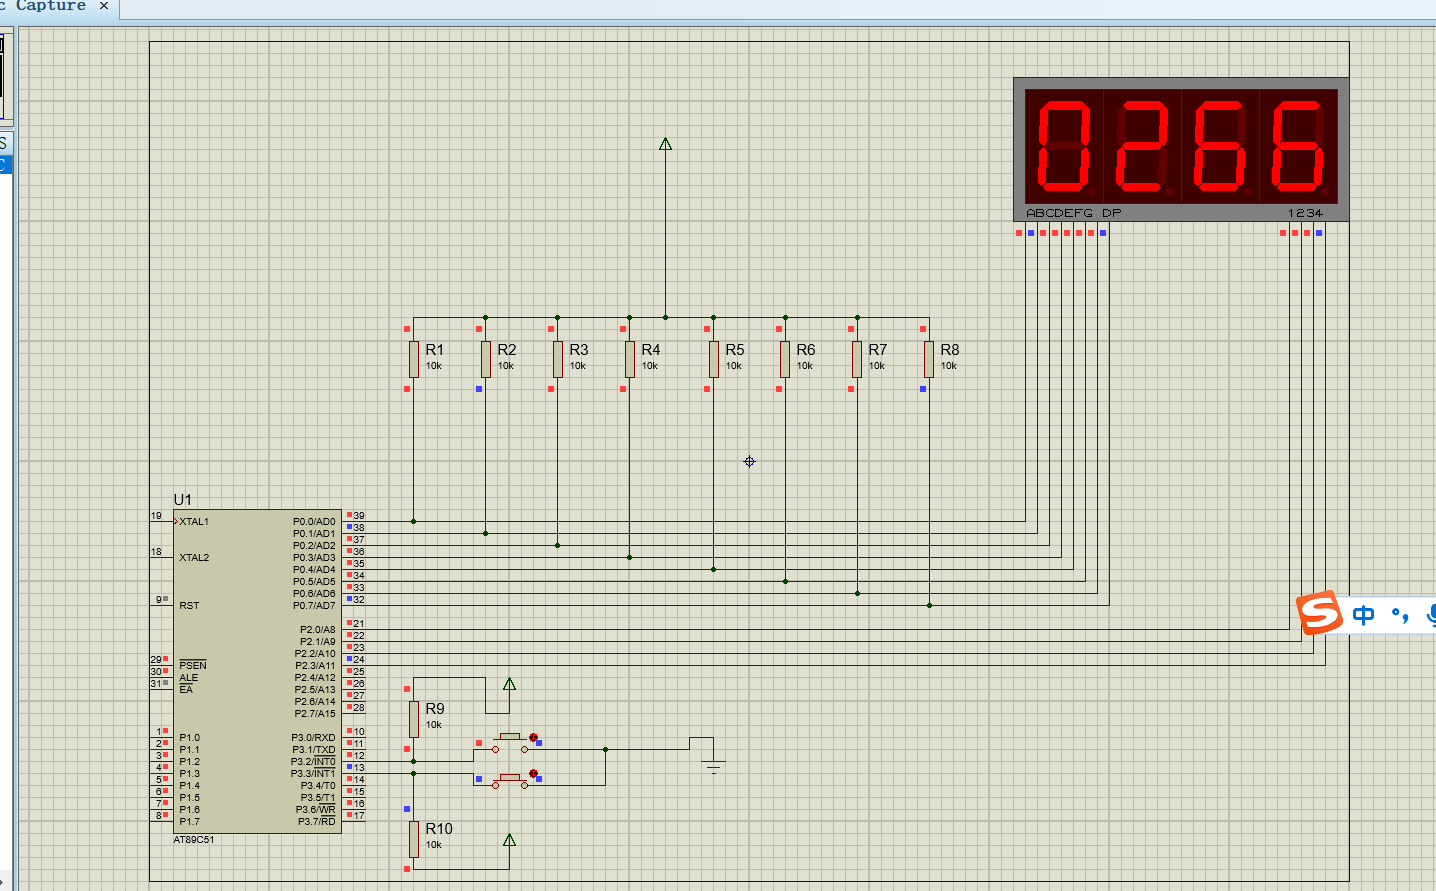 c Capture ×
S
C
0266
ABCDEFG DP
1234
R1
10k
R2
10k
R3
10k
R4
10k
R5
10k
R6
10k
R7
10k
R8
10k
U1
19
XTAL1
18
XTAL2
9
RST
29
PSEN
30
ALE
31
EA
1
P1.0
2
P1.1
3
P1.2
4
P1.3
5
P1.4
6
P1.5
7
P1.6
8
P1.7
P0.0/AD0
39
P0.1/AD1
38
P0.2/AD2
37
P0.3/AD3
36
P0.4/AD4
35
P0.5/AD5
34
P0.6/AD6
33
P0.7/AD7
32
P2.0/A8
21
P2.1/A9
22
P2.2/A10
23
P2.3/A11
24
P2.4/A12
25
P2.5/A13
26
P2.6/A14
27
P2.7/A15
28
P3.0/RXD
10
P3.1/TXD
11
P3.2/INT0
12
P3.3/INT1
13
P3.4/T0
14
P3.5/T1
15
P3.6/WR
16
P3.7/RD
17
AT89C51
R9
10k
R10
10k
S
中 °,